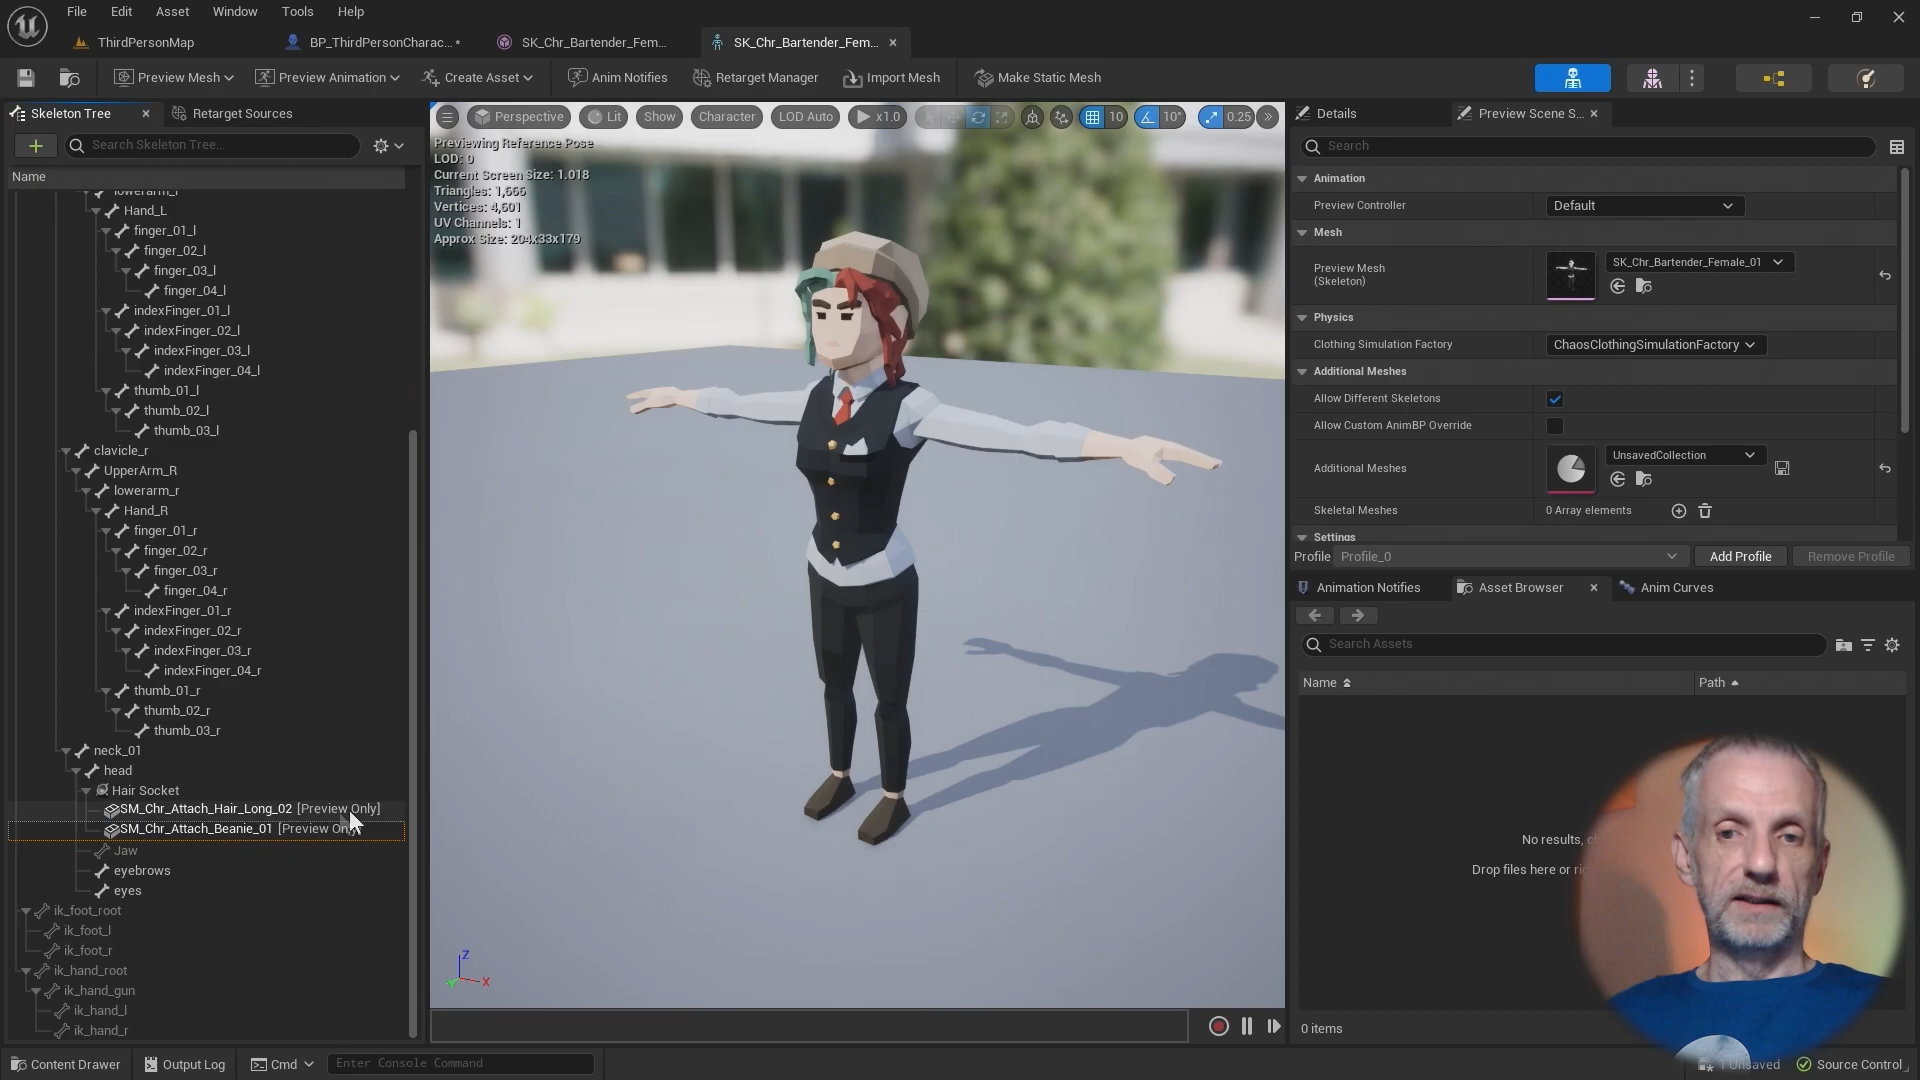 File Edit Asset Window Tools Help
ThirdPersonMap
BP_ThirdPersonCharac... *
SK_Chr_Bartender_Fem...
SK_Chr_Bartender_Fem...
Preview Mesh
Preview Animation
Create Asset
Anim Notifies
Retarget Manager
Import Mesh
Make Static Mesh
Skeleton Tree
Retarget Sources
Search Skeleton Tree...
Name
lowerarm_l
Hand_L
finger_01_l
finger_02_l
finger_03_l
finger_04_l
indexFinger_01_l
indexFinger_02_l
indexFinger_03_l
indexFinger_04_l
thumb_01_l
thumb_02_l
thumb_03_l
clavicle_r
UpperArm_R
lowerarm_r
Hand_R
finger_01_r
finger_02_r
finger_03_r
finger_04_r
indexFinger_01_r
indexFinger_02_r
indexFinger_03_r
indexFinger_04_r
thumb_01_r
thumb_02_r
thumb_03_r
neck_01
head
Hair Socket
SM_Chr_Attach_Hair_Long_02 [Preview Only]
SM_Chr_Attach_Beanie_01 [Preview Only]
Jaw
eyebrows
eyes
ik_foot_root
ik_foot_l
ik_foot_r
ik_hand_root
ik_hand_gun
ik_hand_l
ik_hand_r
Perspective
Lit
Show
Character
LOD Auto
x1.0
10
10°
0.25
Previewing Reference Pose
LOD: 0
Current Screen Size: 1.018
Triangles: 1,666
Vertices: 4,601
UV Channels: 1
Approx Size: 204x33x179
Z
X
Y
Details
Preview Scene S...
Search
Animation
Preview Controller
Default
Mesh
Preview Mesh
(Skeleton)
SK_Chr_Bartender_Female_01
Physics
Clothing Simulation Factory
ChaosClothingSimulationFactory
Additional Meshes
Allow Different Skeletons
Allow Custom AnimBP Override
Additional Meshes
UnsavedCollection
Skeletal Meshes
0 Array elements
Settings
Profile
Profile_0
Add Profile
Remove Profile
Animation Notifies
Asset Browser
Anim Curves
Search Assets
Name
Path
No results, c
Drop files here or ri
0 items
Content Drawer
Output Log
Cmd
Enter Console Command
1 Unsaved
Source Control